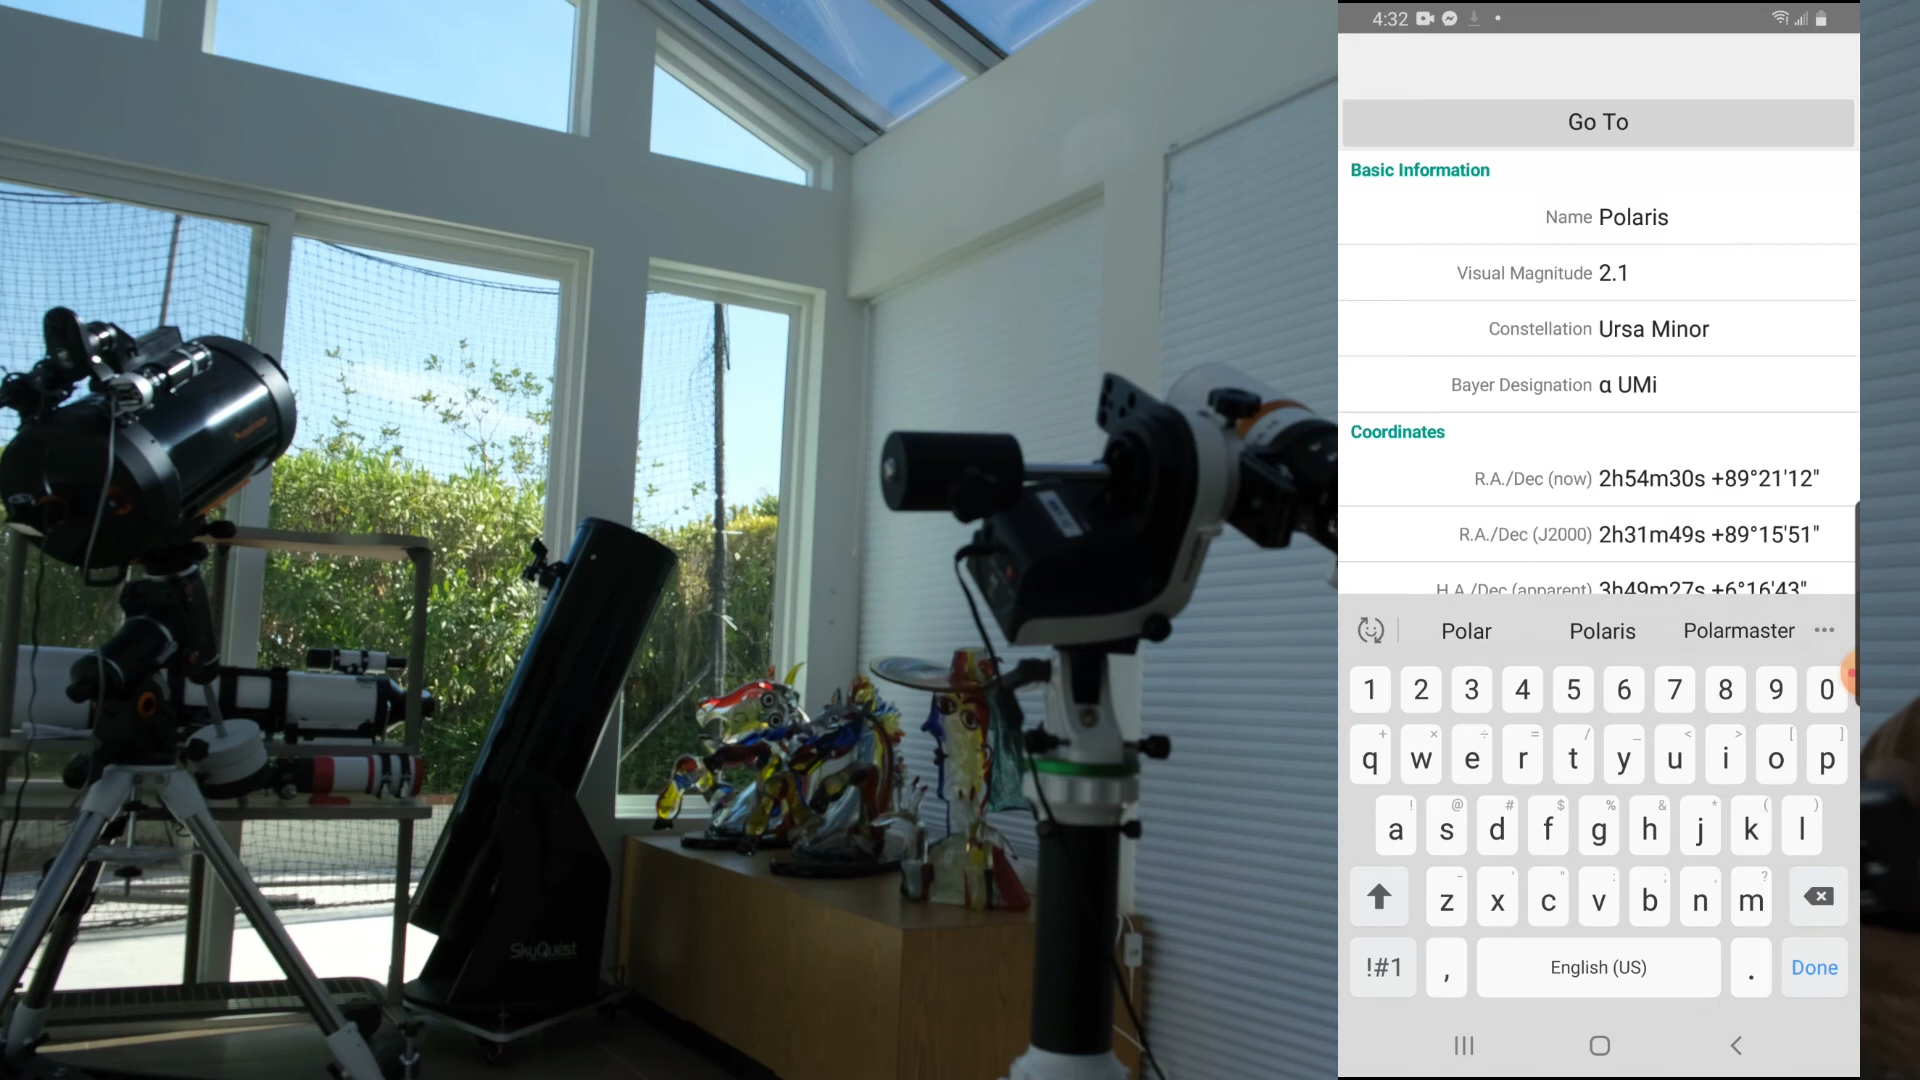 4:32
Go To
Basic Information
Name Polaris
Visual Magnitude 2.1
Constellation Ursa Minor
Bayer Designation α UMi
Coordinates
R.A./Dec (now) 2h54m30s +89°21'12"
R.A./Dec (J2000) 2h31m49s +89°15'51"
H.A./Dec (apparent) 3h49m27s +6°16'43"
Polar Polaris Polarmaster
1 2 3 4 5 6 7 8 9 0
+ × ÷ = / _ < > [ ]
q w e r t y u i o p
! @ # $ % & * ( )
a s d f g h j k l
- ' " : ; , ?
z x c v b n m
!#1 , English (US) . Done
SkyQuest